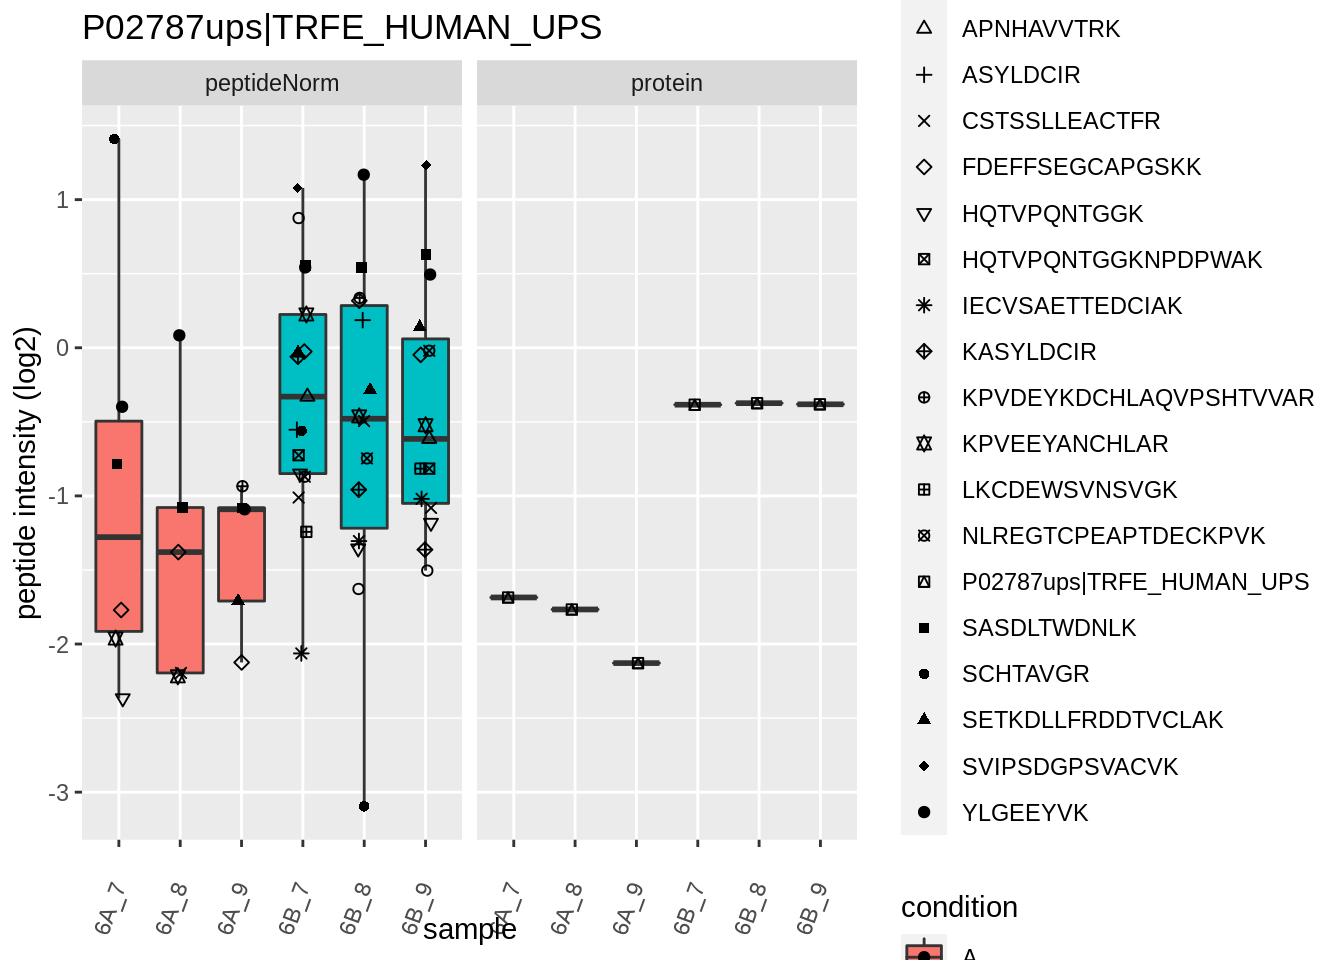 P02787ups|TRFE_HUMAN_UPS
peptideNorm
protein
peptide intensity (log2)
1
0
-1
-2
-3
6A_7
6A_8
6A_9
6B_7
6B_8
6B_9
6A_7
6A_8
6A_9
6B_7
6B_8
6B_9
sample
APNHAVVTRK
ASYLDCIR
CSTSSLLEACTFR
FDEFFSEGCAPGSKK
HQTVPQNTGGK
HQTVPQNTGGKNPDPWAK
IECVSAETTEDCIAK
KASYLDCIR
KPVDEYKDCHLAQVPSHTVVAR
KPVEEYANCHLAR
LKCDEWSVNSVGK
NLREGTCPEAPTDECKPVK
P02787ups|TRFE_HUMAN_UPS
SASDLTWDNLK
SCHTAVGR
SETKDLLFRDDTVCLAK
SVIPSDGPSVACVK
YLGEEYVK
condition
A